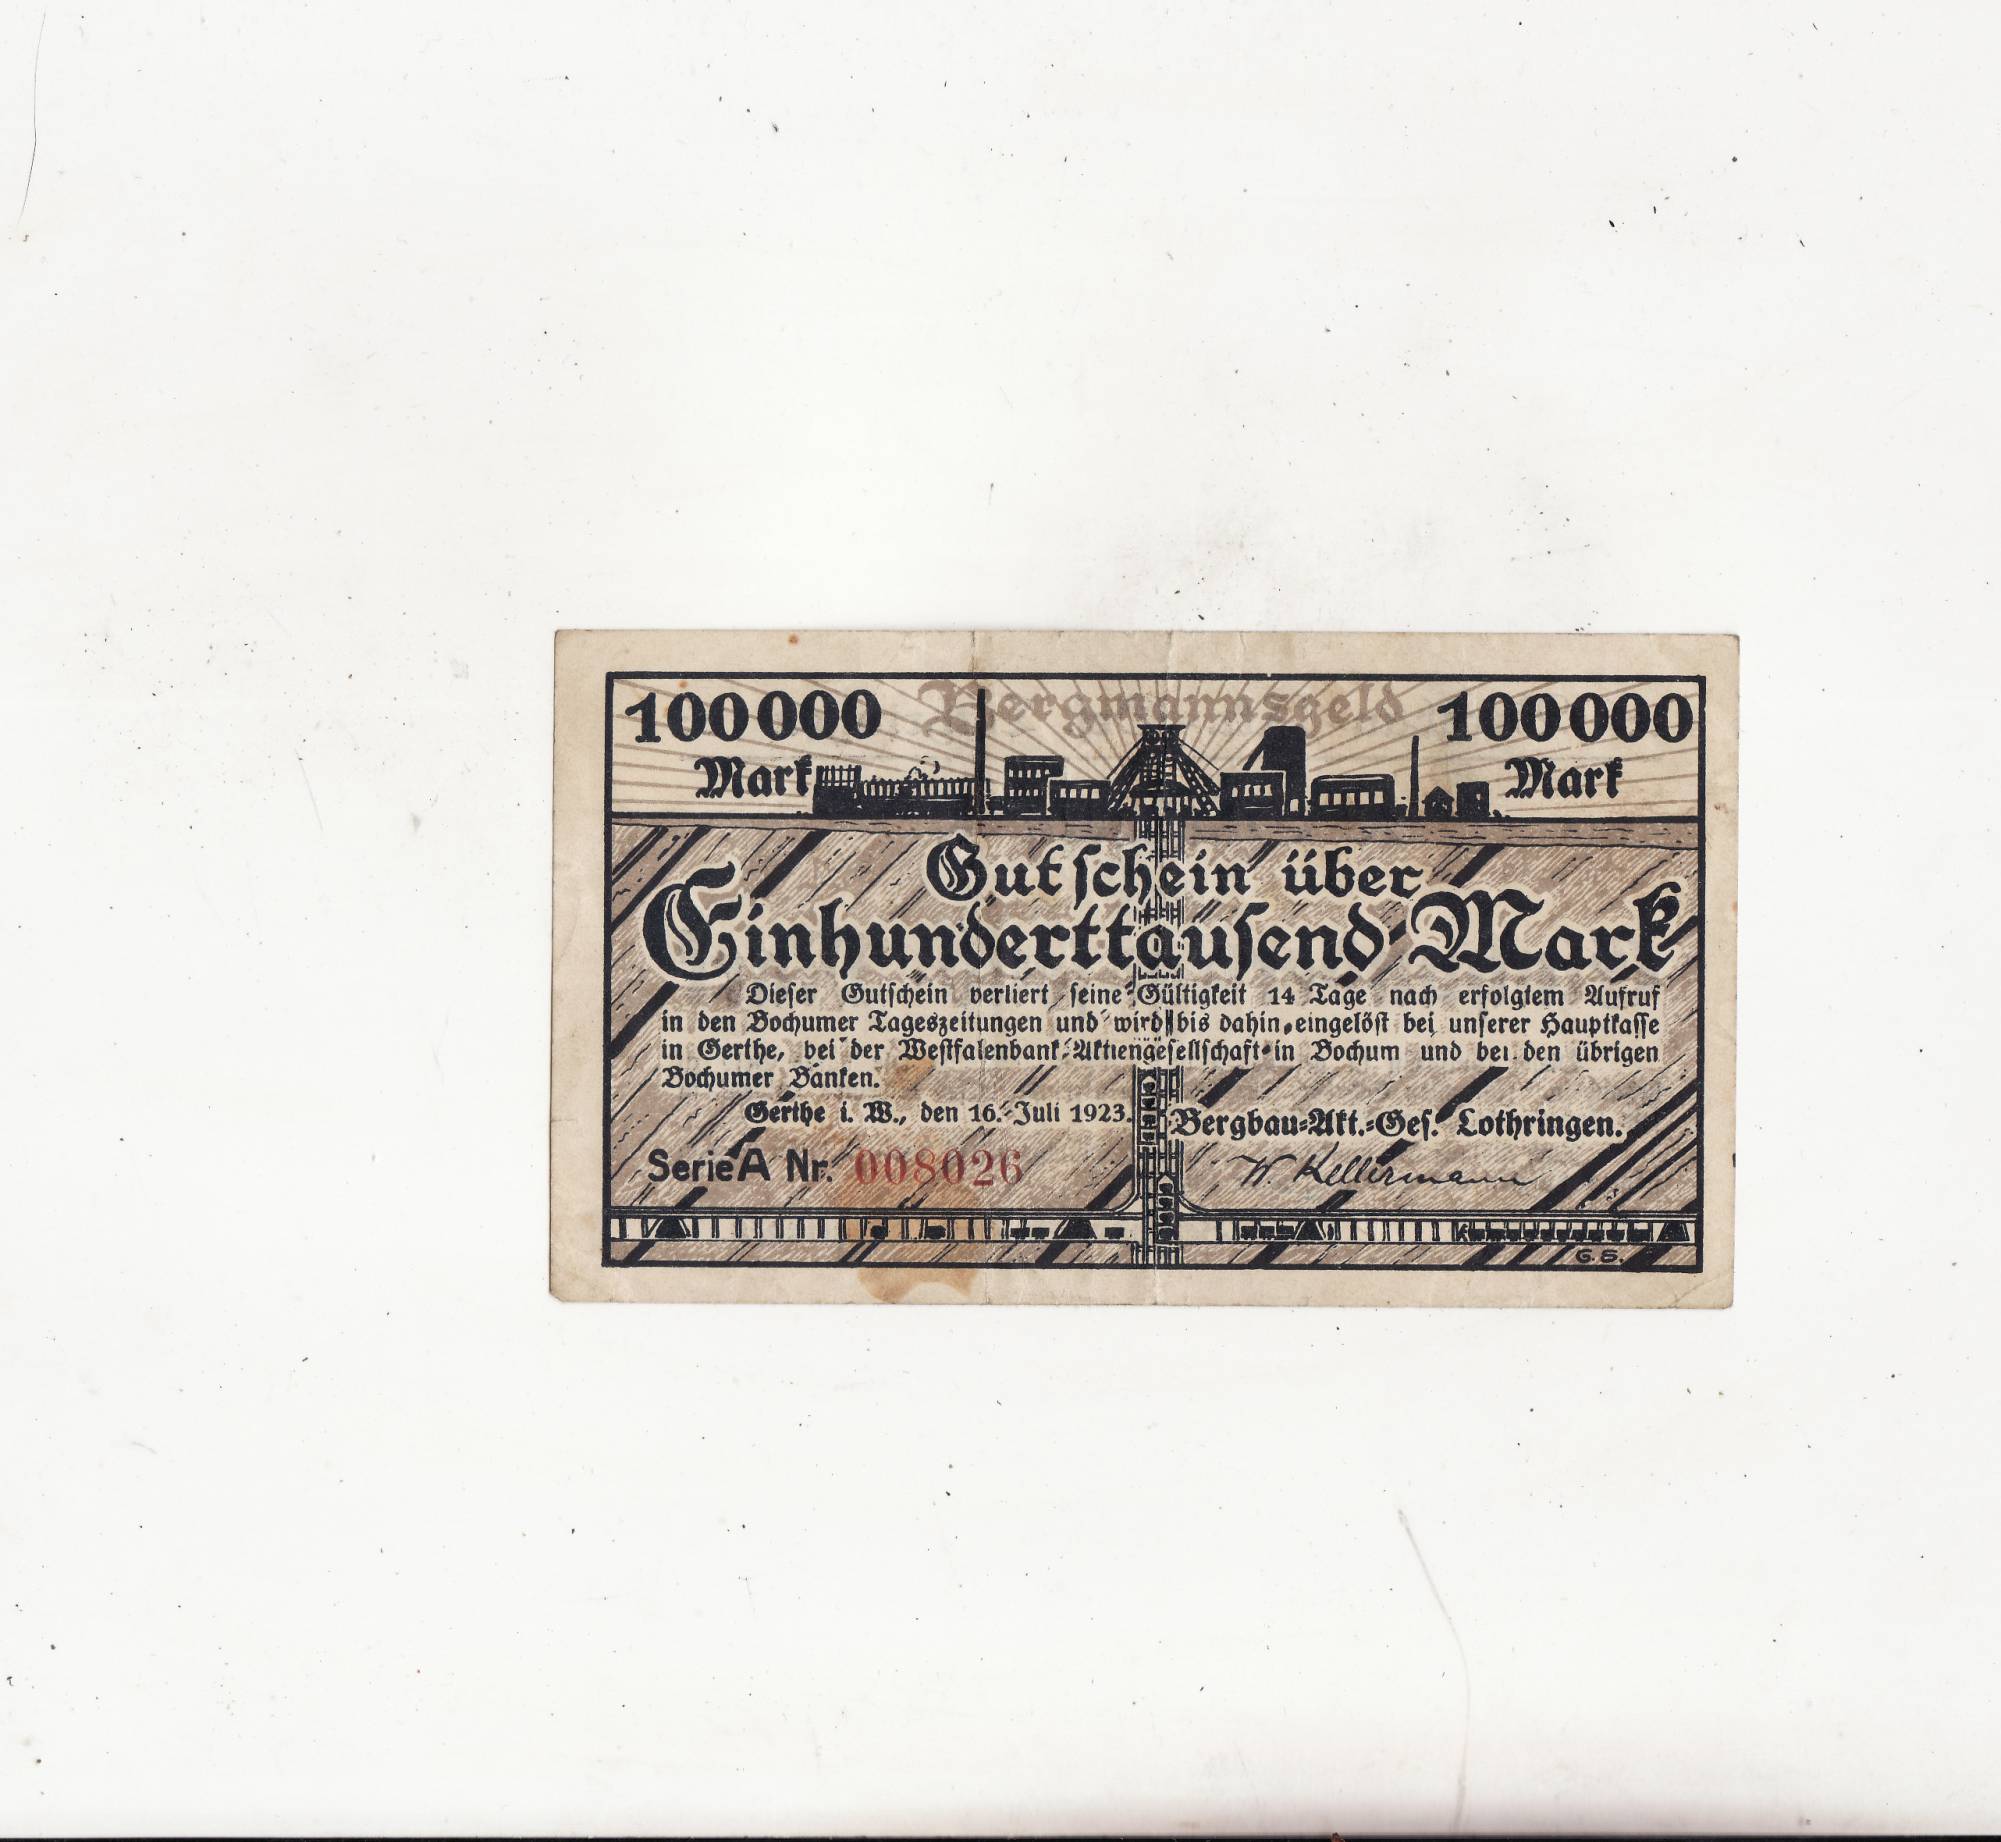 Bergmannsgeld
100000 100000
Mark Mark
Gutschein über
Einhunderttausend Mark
Dieser Gutschein verliert seine Gültigkeit 14 Tage nach erfolgtem Aufruf
in den Bochumer Tageszeitungen und wird bis dahin eingelöst bei unserer Hauptkasse
in Gerthe, bei der Westfalenbank-Aktiengesellschaft in Bochum und bei den übrigen
Bochumer Banken.
Gerthe i. W., den 16. Juli 1923.
Bergbau-Akt.-Ges. Lothringen.
Serie A Nr. 008026
W. Kellermann
G. S.